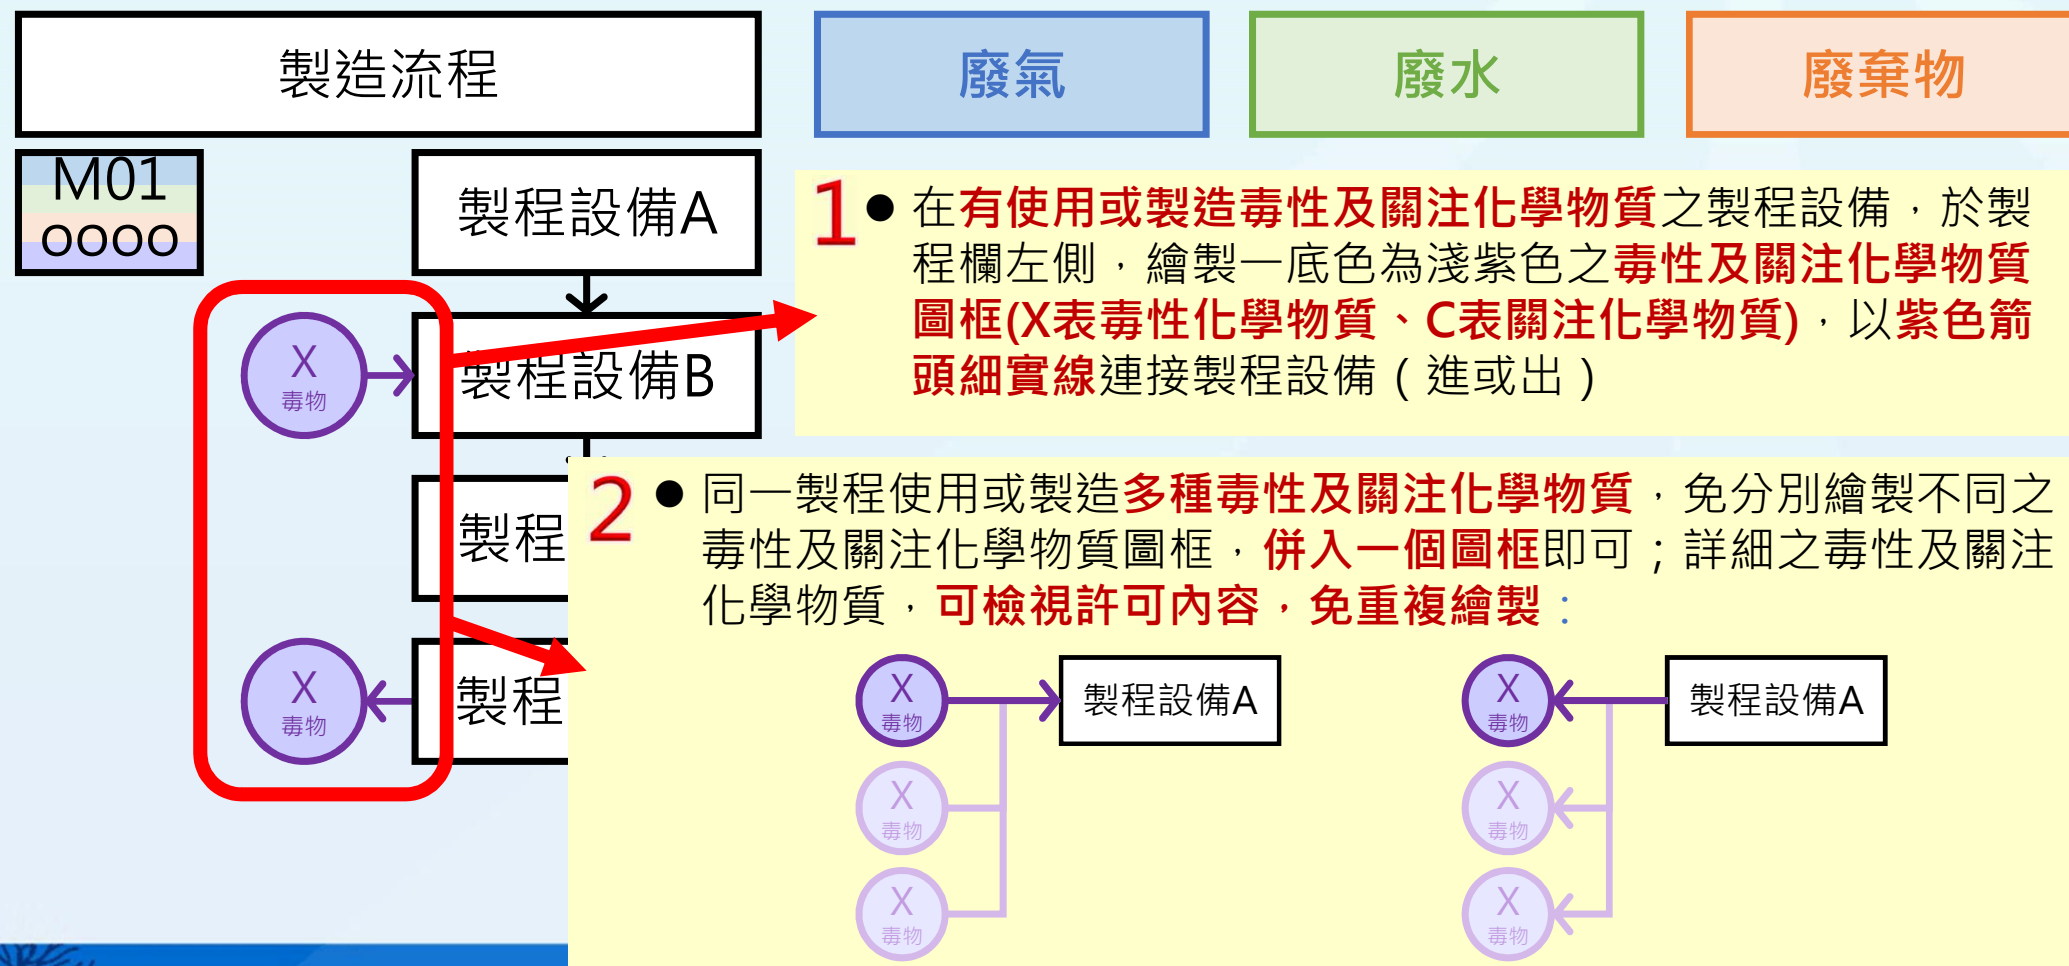 製造流程
廢氣
廢水
廢棄物
M01
oooo
製程設備A
X
毒物
製程設備B
製程
X
毒物
製程
1
● 在有使用或製造毒性及關注化學物質之製程設備，於製
程欄左側，繪製一底色為淺紫色之毒性及關注化學物質
圖框(X表毒性化學物質、C表關注化學物質)，以紫色箭
頭細實線連接製程設備（進或出）
2
● 同一製程使用或製造多種毒性及關注化學物質，免分別繪製不同之
毒性及關注化學物質圖框，併入一個圖框即可；詳細之毒性及關注
化學物質，可檢視許可內容，免重複繪製：
X
毒物
製程設備A
X
毒物
X
毒物
X
毒物
製程設備A
X
毒物
X
毒物